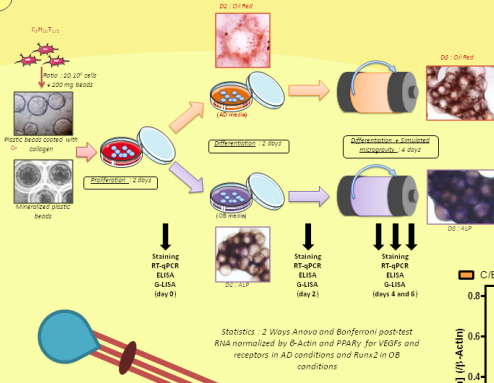 D2 : Oil Red
C3H10T1/2
D6 : Oil Red
Ratio : 20.10⁶ cells
+ 200 mg beads
(AD media)
Plastic beads coated with
collagen
Or
Differentiation : 2 days
Differentiation + Simulated
microgravity : 4 days
Proliferation : 2 days
Mineralized plastic
beads
(OB media)
D6 : ALP
Staining
RT-qPCR
ELISA
G-LISA
(day 0)
D2 : ALP
Staining
RT-qPCR
ELISA
G-LISA
(day 2)
Staining
RT-qPCR
ELISA
G-LISA
(days 4 and 6)
C/E
0.8
0.6
0.4
] (/β-Actin)
Statistics : 2 Ways Anova and Bonferroni post-test
RNA normalized by β-Actin and PPARγ for VEGFs and
receptors in AD conditions and Runx2 in OB
conditions